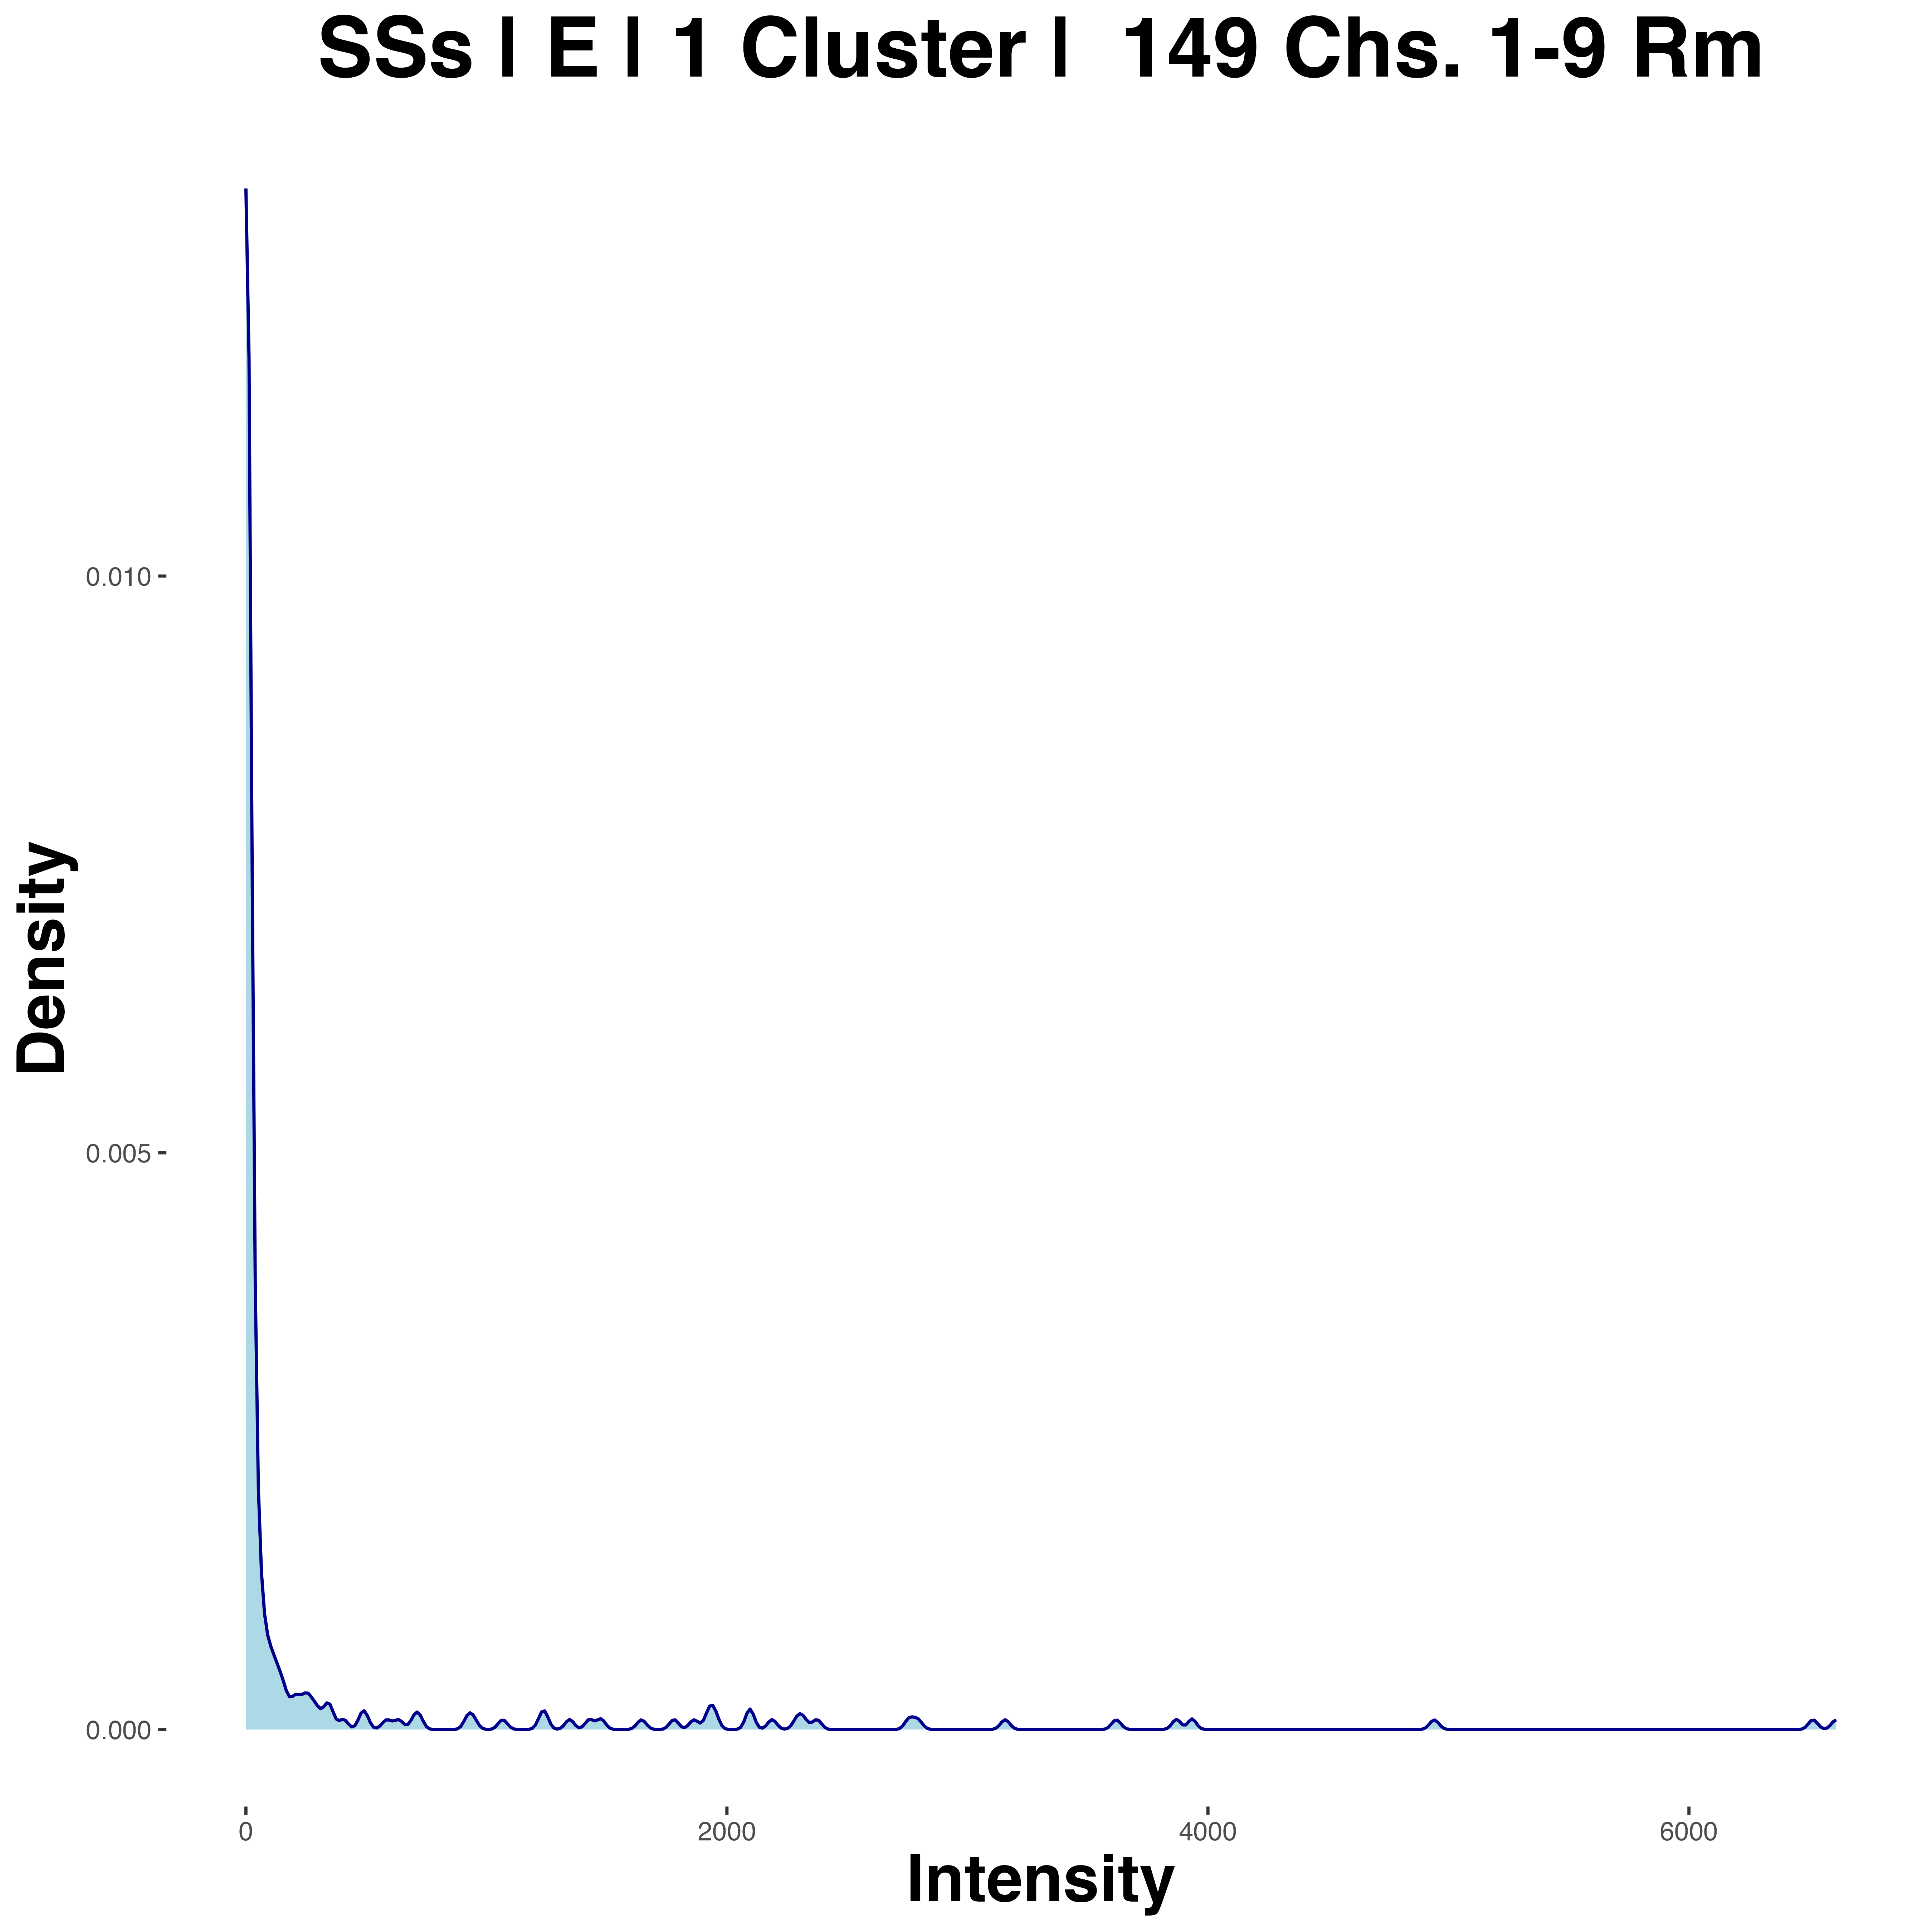 SSs | E | 1 Cluster |  149 Chs. 1-9 Rm
Density
0.010
0.005
0.000
0 2000 4000 6000
Intensity